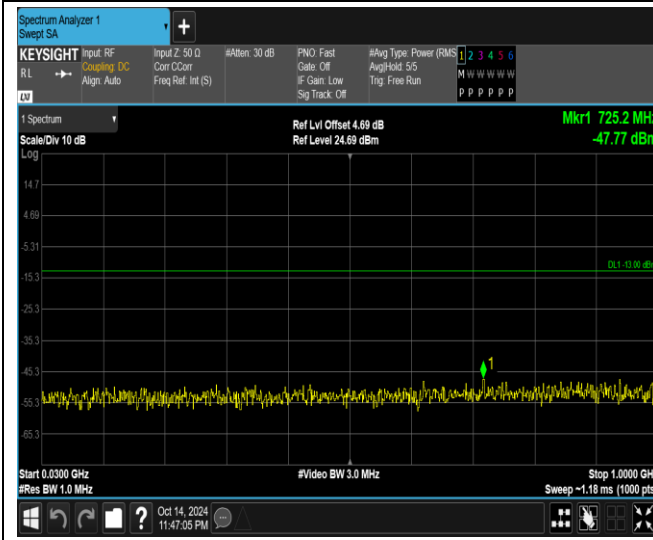 Spectrum Analyzer 1
Swept SA
+
KEYSIGHT
RL
LXI
Input: RF
Coupling: DC
Align: Auto
Input Z: 50 Ω
Corr CCorr
Freq Ref: Int (S)
#Atten: 30 dB
PNO: Fast
Gate: Off
IF Gain: Low
Sig Track: Off
#Avg Type: Power (RMS
Avg|Hold: 5/5
Trig: Free Run
1 2 3 4 5 6
M W W W W W
P P P P P P
1 Spectrum
Scale/Div 10 dB
Ref Lvl Offset 4.69 dB
Ref Level 24.69 dBm
Mkr1 725.2 MHz
-47.77 dBm
Log
14.7
4.69
-5.31
DL1 -13.00 dBm
-15.3
-25.3
-35.3
-45.3
1
-55.3
-65.3
Start 0.0300 GHz
#Res BW 1.0 MHz
#Video BW 3.0 MHz
Stop 1.0000 GH
Sweep ~1.18 ms (1000 pts
?
Oct 14, 2024
11:47:05 PM